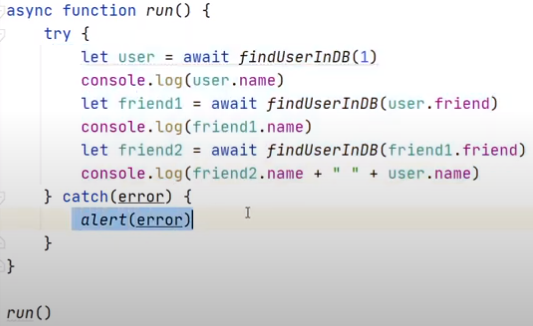 async function run() {
try {
let user = await findUserInDB(1)
console.log(user.name)
let friend1 = await findUserInDB(user.friend)
console.log(friend1.name)
let friend2 = await findUserInDB(friend1.friend)
console.log(friend2.name + " " + user.name)
} catch(error) {
alert(error)
}
}
run()